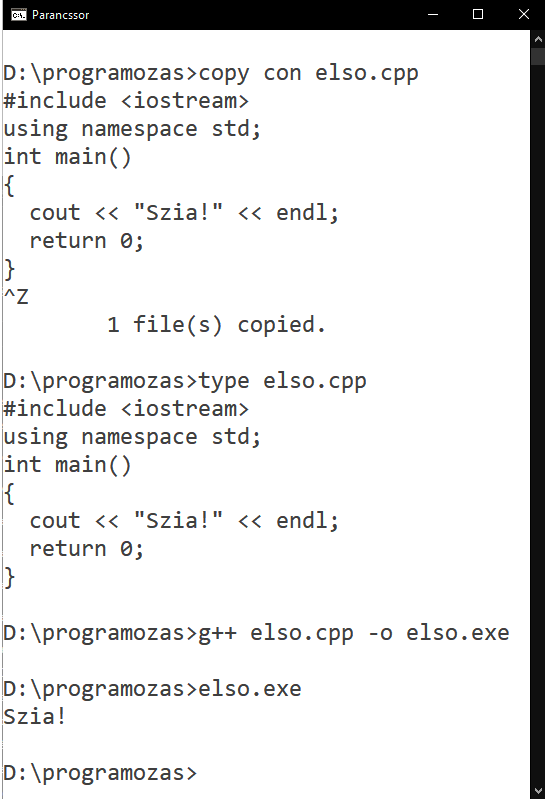 Parancssor
D:\programozas>copy con elso.cpp
#include <iostream>
using namespace std;
int main()
{
  cout << "Szia!" << endl;
  return 0;
}
^Z
        1 file(s) copied.
D:\programozas>type elso.cpp
#include <iostream>
using namespace std;
int main()
{
  cout << "Szia!" << endl;
  return 0;
}
D:\programozas>g++ elso.cpp -o elso.exe
D:\programozas>elso.exe
Szia!
D:\programozas>